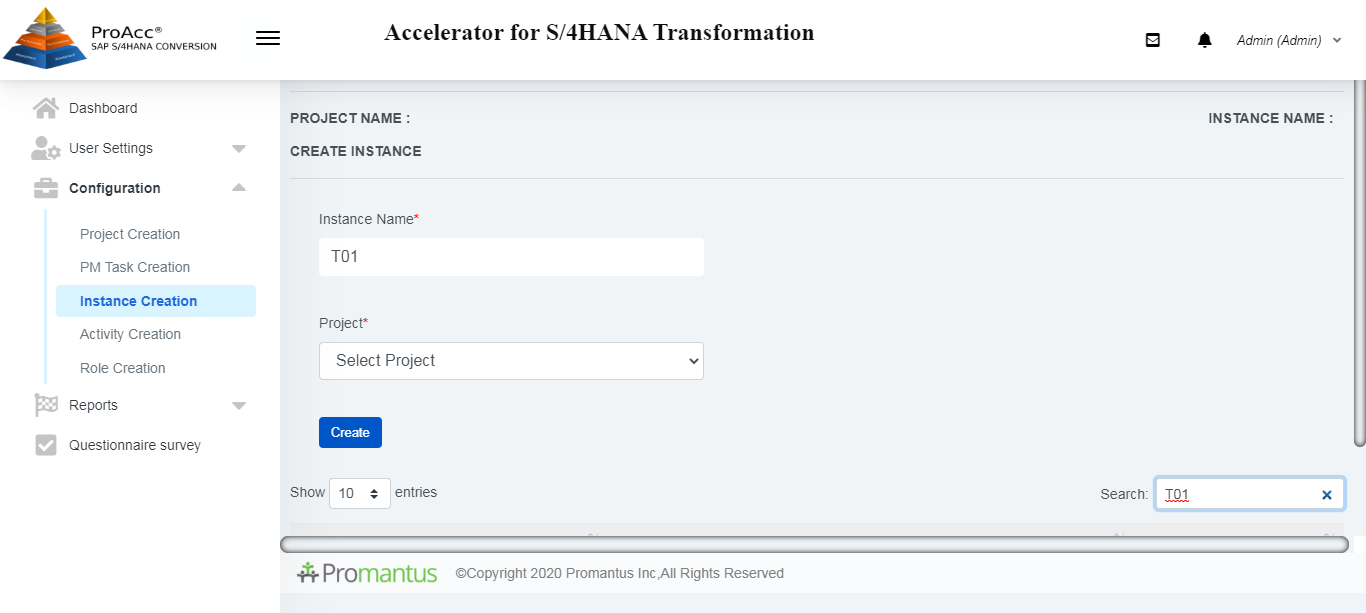 ProAcc®
SAP S/4HANA CONVERSION
Accelerator for S/4HANA Transformation
Admin (Admin)
Dashboard
User Settings
Configuration
Project Creation
PM Task Creation
Instance Creation
Activity Creation
Role Creation
Reports
Questionnaire survey
PROJECT NAME :
INSTANCE NAME :
CREATE INSTANCE
Instance Name*
T01
Project*
Select Project
Create
Show 10 entries
Search: T01
Promantus
©Copyright 2020 Promantus Inc,All Rights Reserved